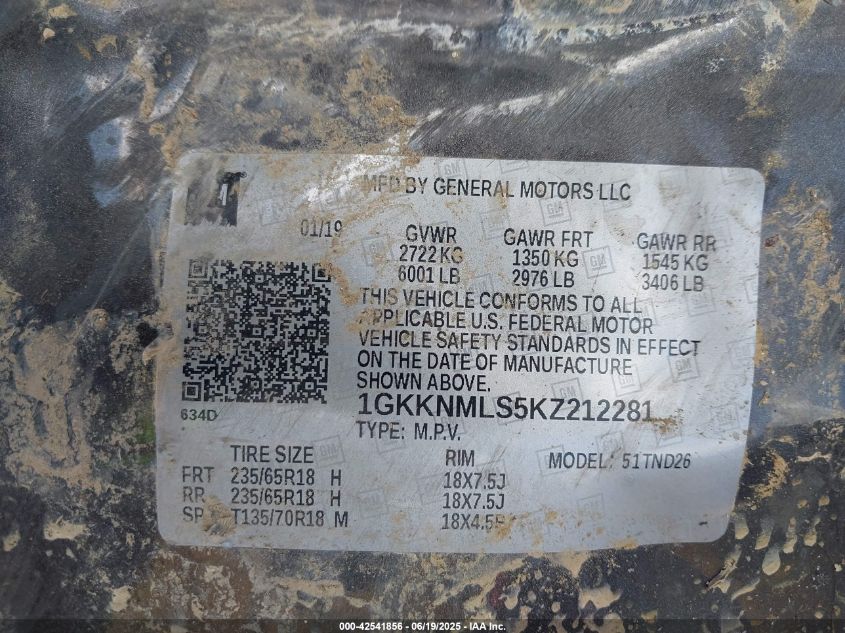 MFD BY GENERAL MOTORS LLC
01/19
GVWR GAWR FRT GAWR RR
2722 KG 1350 KG 1545 KG
6001 LB 2976 LB 3406 LB
THIS VEHICLE CONFORMS TO ALL
APPLICABLE U.S. FEDERAL MOTOR
VEHICLE SAFETY STANDARDS IN EFFECT
ON THE DATE OF MANUFACTURE
SHOWN ABOVE.
634D
1GKKNMLS5KZ212281
TYPE: M.P.V.
TIRE SIZE RIM MODEL: 51TND26
FRT 235/65R18 H 18X7.5J
RR 235/65R18 H 18X7.5J
T135/70R18 M
000-42541856 - 06/19/2025 - IAA Inc.